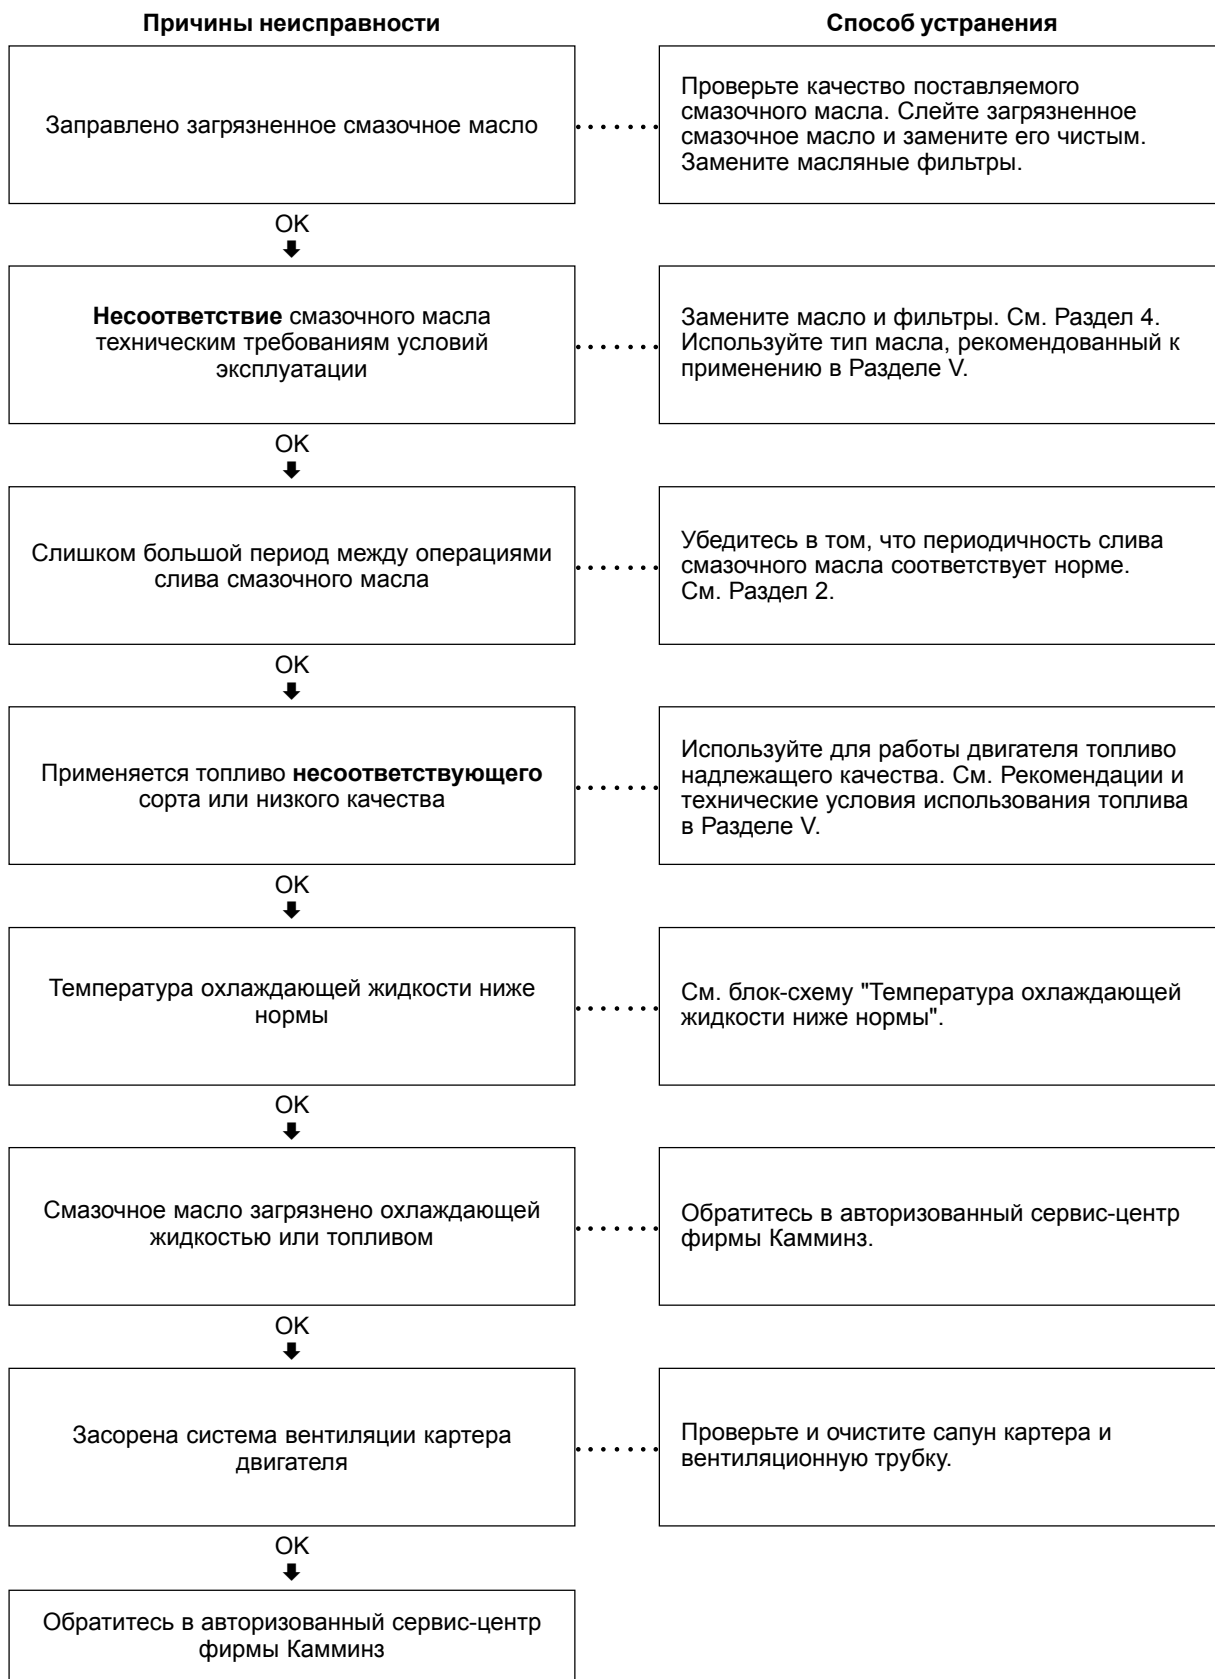 Причины неисправности
Способ устранения
Заправлено загрязненное смазочное масло
Проверьте качество поставляемого
смазочного масла. Слейте загрязненное
смазочное масло и замените его чистым.
Замените масляные фильтры.
OK
Несоответствие смазочного масла
техническим требованиям условий
эксплуатации
Замените масло и фильтры. См. Раздел 4.
Используйте тип масла, рекомендованный к
применению в Разделе V.
OK
Слишком большой период между операциями
слива смазочного масла
Убедитесь в том, что периодичность слива
смазочного масла соответствует норме.
См. Раздел 2.
OK
Применяется топливо несоответствующего
сорта или низкого качества
Используйте для работы двигателя топливо
надлежащего качества. См. Рекомендации и
технические условия использования топлива
в Разделе V.
OK
Температура охлаждающей жидкости ниже
нормы
См. блок-схему "Температура охлаждающей
жидкости ниже нормы".
OK
Смазочное масло загрязнено охлаждающей
жидкостью или топливом
Обратитесь в авторизованный сервис-центр
фирмы Камминз.
OK
Засорена система вентиляции картера
двигателя
Проверьте и очистите сапун картера и
вентиляционную трубку.
OK
Обратитесь в авторизованный сервис-центр
фирмы Камминз